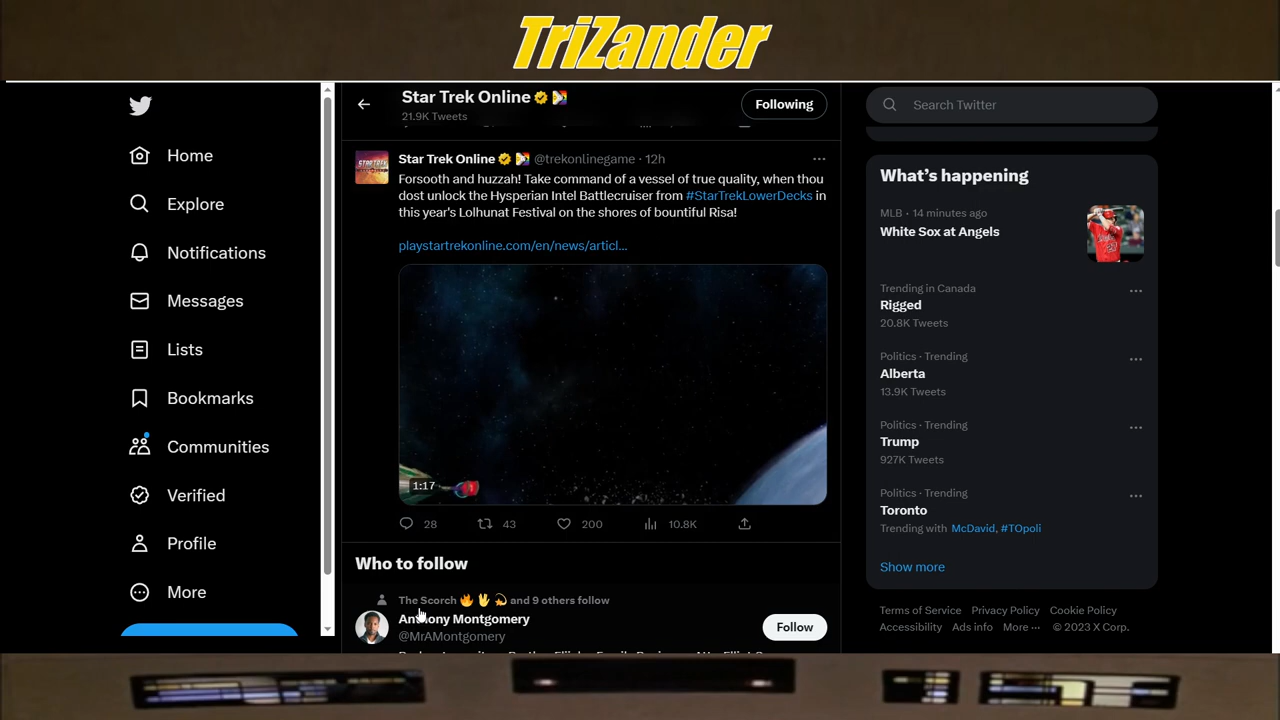 TriZander
Home
Explore
Notifications
Messages
Lists
Bookmarks
Communities
Verified
Profile
More
Star Trek Online
21.9K Tweets
Following
Star Trek Online @trekonlinegame · 12h
Forsooth and huzzah! Take command of a vessel of true quality, when thou
dost unlock the Hysperian Intel Battlecruiser from #StarTrekLowerDecks in
this year's Lolhunat Festival on the shores of bountiful Risa!
playstartrekonline.com/en/news/articl...
1:17
28 43 200 10.8K
Who to follow
The Scorch 🔥 🖖 💫 and 9 others follow
Anthony Montgomery
@MrAMontgomery
Follow
Search Twitter
What's happening
MLB · 14 minutes ago
White Sox at Angels
Trending in Canada
Rigged
20.8K Tweets
Politics · Trending
Alberta
13.9K Tweets
Politics · Trending
Trump
927K Tweets
Politics · Trending
Toronto
Trending with McDavid, #TOpoli
Show more
Terms of Service Privacy Policy Cookie Policy
Accessibility Ads info More ··· © 2023 X Corp.